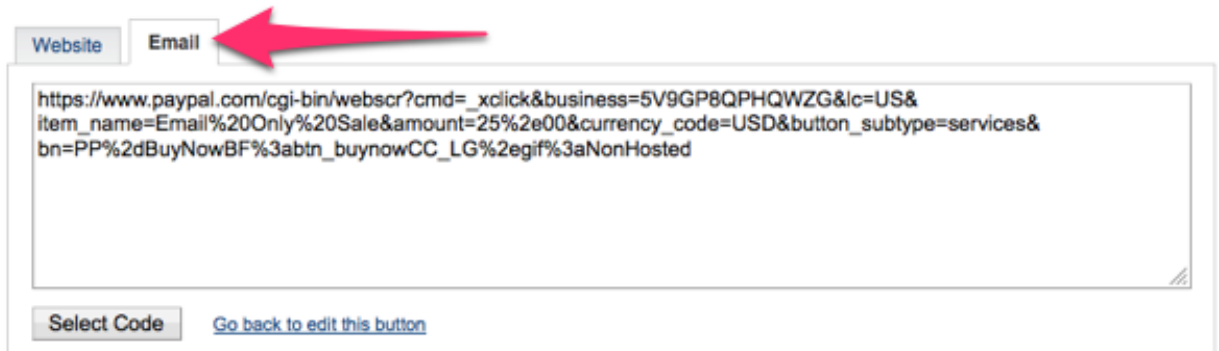 Website
Email
https://www.paypal.com/cgi-bin/webscr?cmd=_xclick&business=5V9GP8QPHQWZG&lc=US&
item_name=Email%20Only%20Sale&amount=25%2e00&currency_code=USD&button_subtype=services&
bn=PP%2dBuyNowBF%3abtn_buynowCC_LG%2egif%3aNonHosted
Select Code
Go back to edit this button